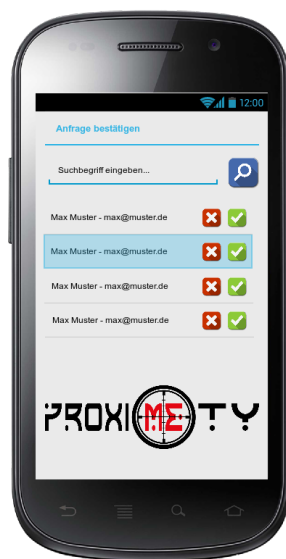 12:00
Anfrage bestätigen
Suchbegriff eingeben...
Max Muster - max@muster.de
Max Muster - max@muster.de
Max Muster - max@muster.de
Max Muster - max@muster.de
PROXIMETY